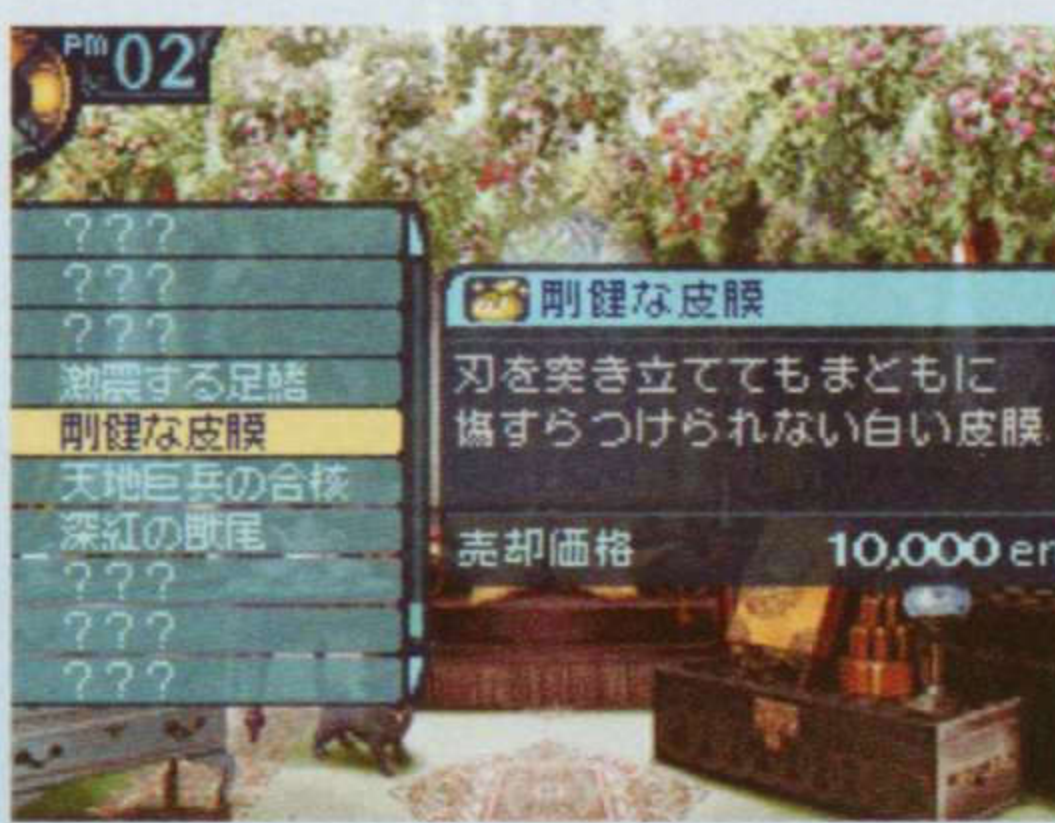 PM 02
???
???
???
激震する足鰭
剛健な皮膜
天地巨兵の合核
深紅の獣尾
???
???
???
剛健な皮膜
刃を突き立ててもまともに
傷すらつけられない白い皮膜
売却価格 10,000 en